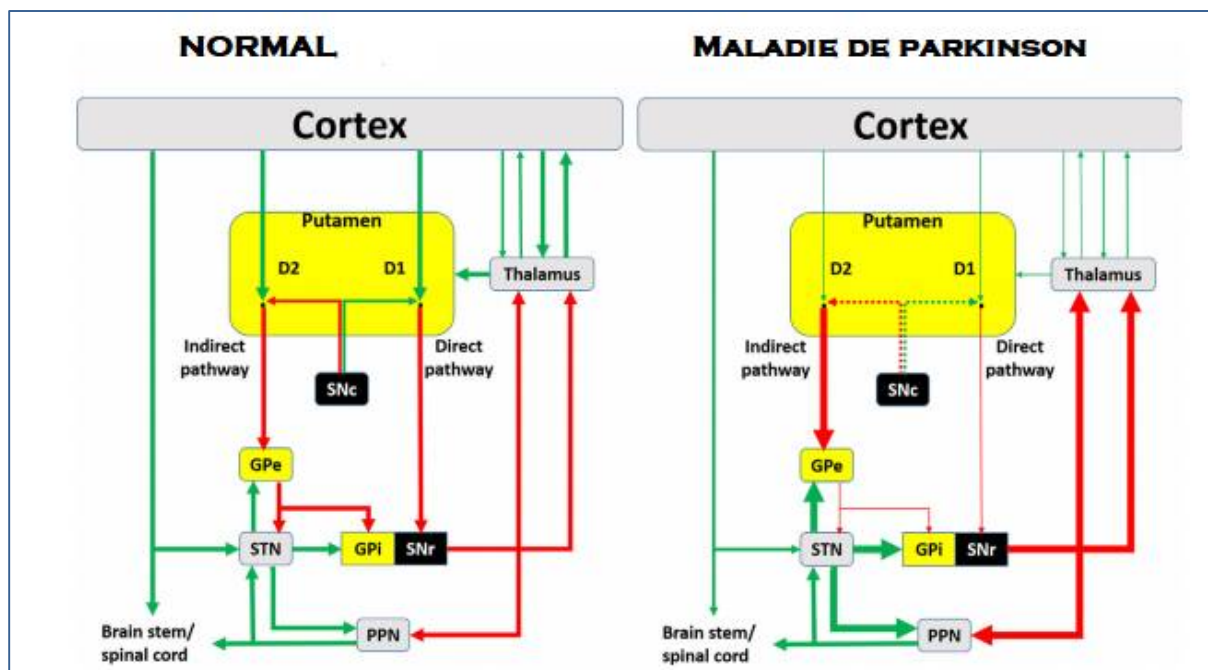 NORMAL
Cortex
Putamen
D2
D1
Thalamus
Indirect
pathway
Direct
pathway
SNc
GPe
STN
GPi
SNr
Brain stem/
spinal cord
PPN
MALADIE DE PARKINSON
Cortex
Putamen
D2
D1
Thalamus
Indirect
pathway
Direct
pathway
SNc
GPe
STN
GPi
SNr
Brain stem/
spinal cord
PPN